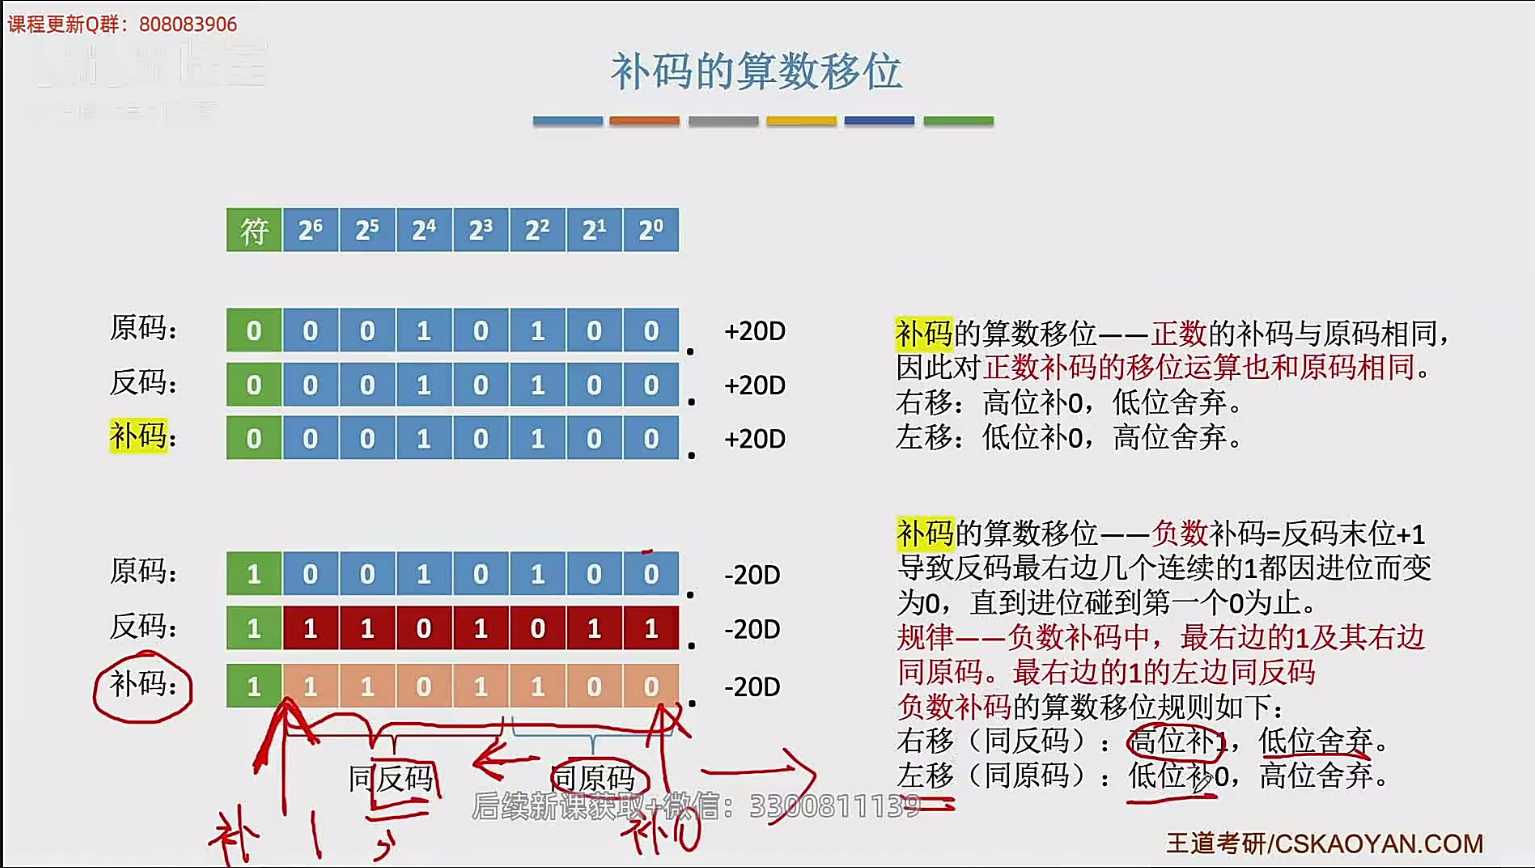 课程更新Q群：808083906
补码的算数移位
符 2⁶ 2⁵ 2⁴ 2³ 2² 2¹ 2⁰
原码： 0 0 0 1 0 1 0 0 . +20D
反码： 0 0 0 1 0 1 0 0 . +20D
补码： 0 0 0 1 0 1 0 0 . +20D
补码的算数移位——正数的补码与原码相同，
因此对正数补码的移位运算也和原码相同。
右移：高位补0，低位舍弃。
左移：低位补0，高位舍弃。
原码： 1 0 0 1 0 1 0 0 . -20D
反码： 1 1 1 0 1 0 1 1 . -20D
补码： 1 1 1 0 1 1 0 0 . -20D
同反码 同原码
补 1
补0
补码的算数移位——负数补码=反码末位+1
导致反码最右边几个连续的1都因进位而变
为0，直到进位碰到第一个0为止。
规律——负数补码中，最右边的1及其右边
同原码。最右边的1的左边同反码
负数补码的算数移位规则如下：
右移（同反码）：高位补1，低位舍弃。
左移（同原码）：低位补0，高位舍弃。
后续新课获取+微信：3300811139
王道考研/CSKAOYAN.COM